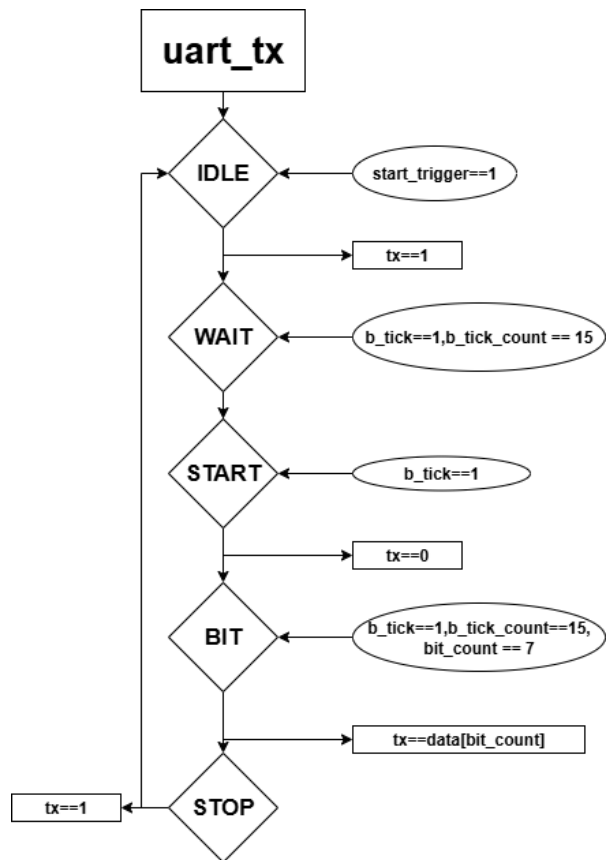 uart_tx
IDLE
start_trigger==1
tx==1
WAIT
b_tick==1,b_tick_count == 15
START
b_tick==1
tx==0
BIT
b_tick==1,b_tick_count==15,
bit_count == 7
tx==data[bit_count]
tx==1
STOP